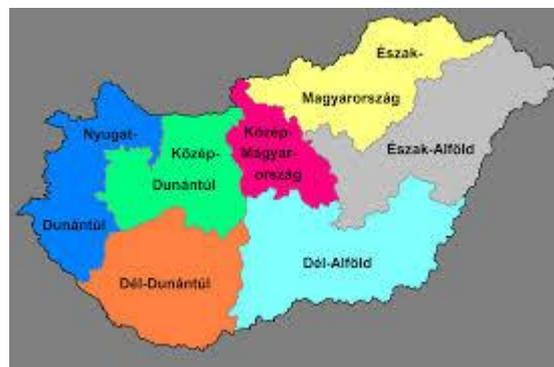 Észak-
Magyarország
Nyugat-
Dunántúl
Közép-
Dunántúl
Közép-
Magyar-
ország
Észak-Alföld
Dél-Alföld
Dél-Dunántúl